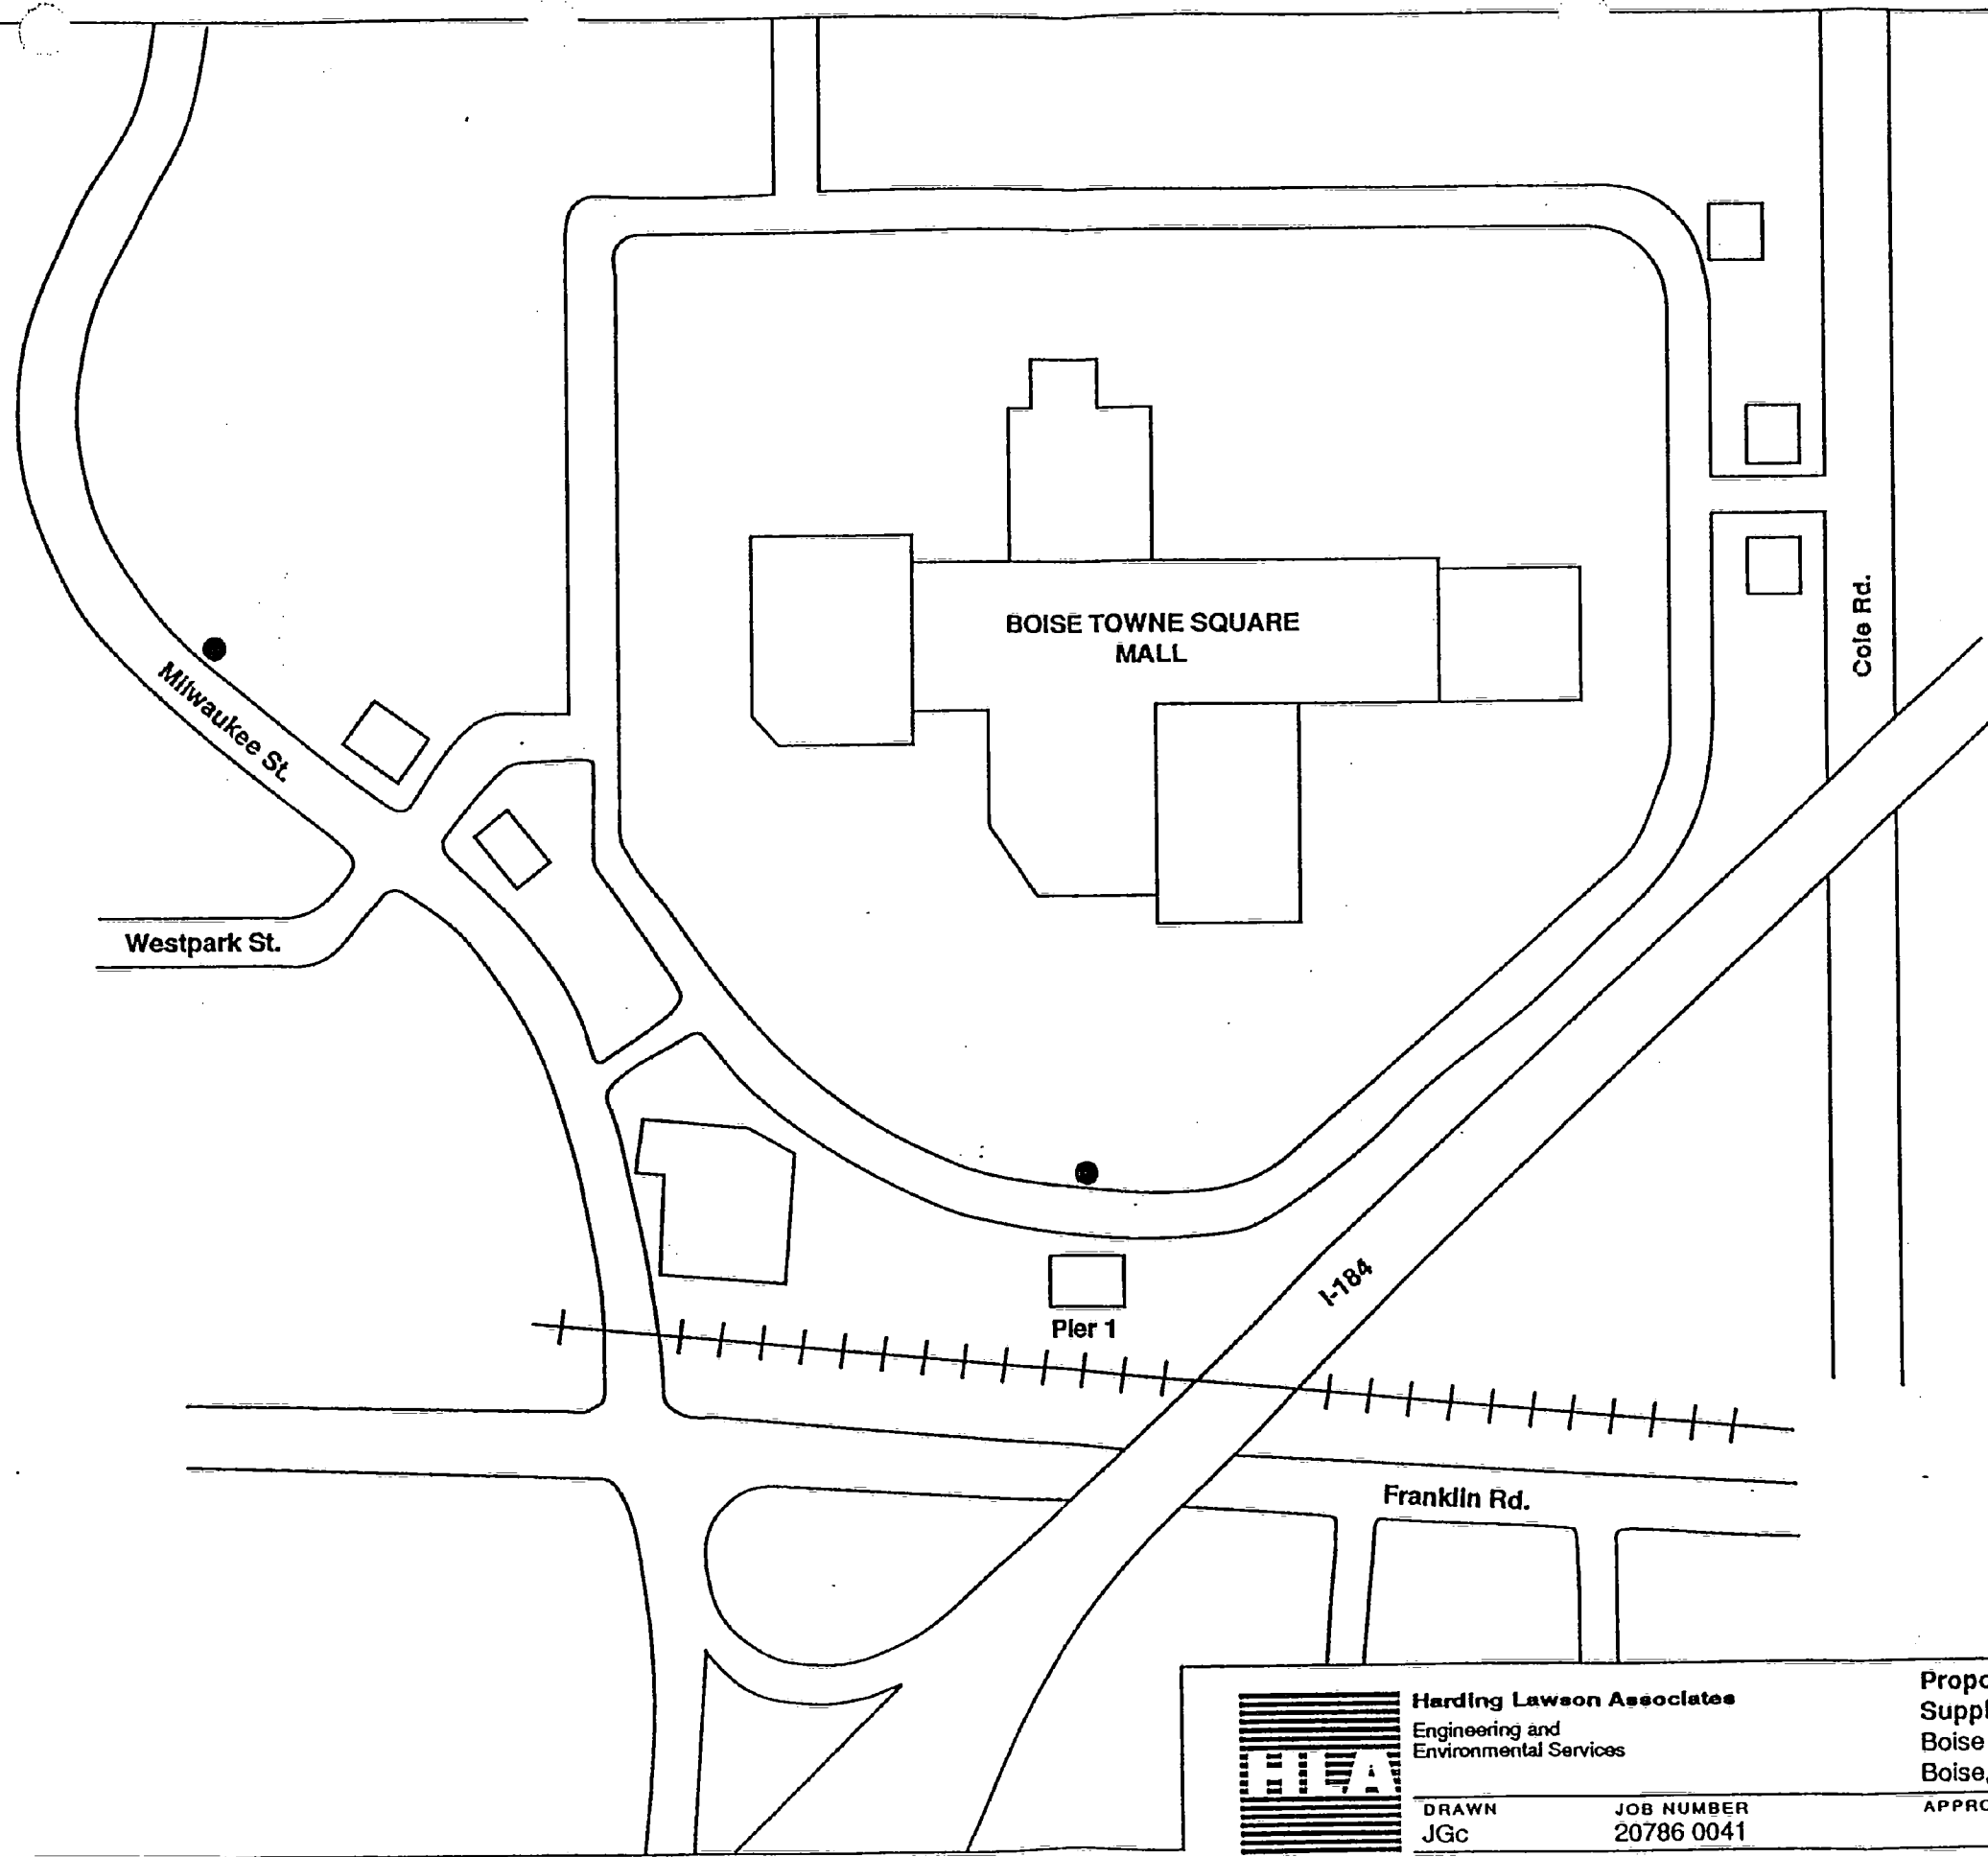 BOISE TOWNE SQUARE
MALL
Cole Rd.
Milwaukee St.
Westpark St.
I-184
Pier 1
Franklin Rd.
HLA
Harding Lawson Associates
Engineering and
Environmental Services
Boise
Boise,
DRAWN
JGc
JOB NUMBER
20786 0041